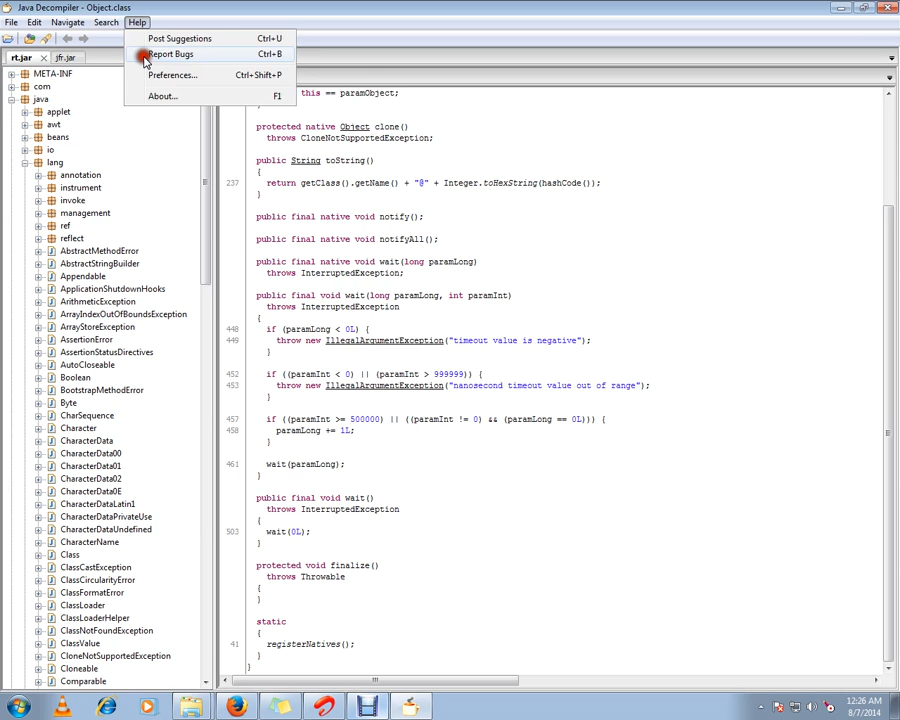 Java Decompiler - Object.class
File Edit Navigate Search Help
Post Suggestions Ctrl+U
Report Bugs Ctrl+B
Preferences... Ctrl+Shift+P
About... F1
rt.jar jfr.jar
META-INF
com
java
applet
awt
beans
io
lang
annotation
instrument
invoke
management
ref
reflect
AbstractMethodError
AbstractStringBuilder
Appendable
ApplicationShutdownHooks
ArithmeticException
ArrayIndexOutOfBoundsException
ArrayStoreException
AssertionError
AssertionStatusDirectives
AutoCloseable
Boolean
BootstrapMethodError
Byte
CharSequence
Character
CharacterData
CharacterData00
CharacterData01
CharacterData02
CharacterData0E
CharacterDataLatin1
CharacterDataPrivateUse
CharacterDataUndefined
CharacterName
Class
ClassCastException
ClassCircularityError
ClassFormatError
ClassLoader
ClassLoaderHelper
ClassNotFoundException
ClassValue
CloneNotSupportedException
Cloneable
Comparable
this == paramObject;
protected native Object clone()
throws CloneNotSupportedException;
public String toString()
{
237 return getClass().getName() + "@" + Integer.toHexString(hashCode());
}
public final native void notify();
public final native void notifyAll();
public final native void wait(long paramLong)
throws InterruptedException;
public final void wait(long paramLong, int paramInt)
throws InterruptedException
{
448 if (paramLong < 0L) {
449 throw new IllegalArgumentException("timeout value is negative");
}
452 if ((paramInt < 0) || (paramInt > 999999)) {
453 throw new IllegalArgumentException("nanosecond timeout value out of range");
}
457 if ((paramInt >= 500000) || ((paramInt != 0) && (paramLong == 0L))) {
458 paramLong += 1L;
}
461 wait(paramLong);
}
public final void wait()
throws InterruptedException
{
503 wait(0L);
}
protected void finalize()
throws Throwable
{
}
static
{
41 registerNatives();
}
}
12:26 AM
8/7/2014